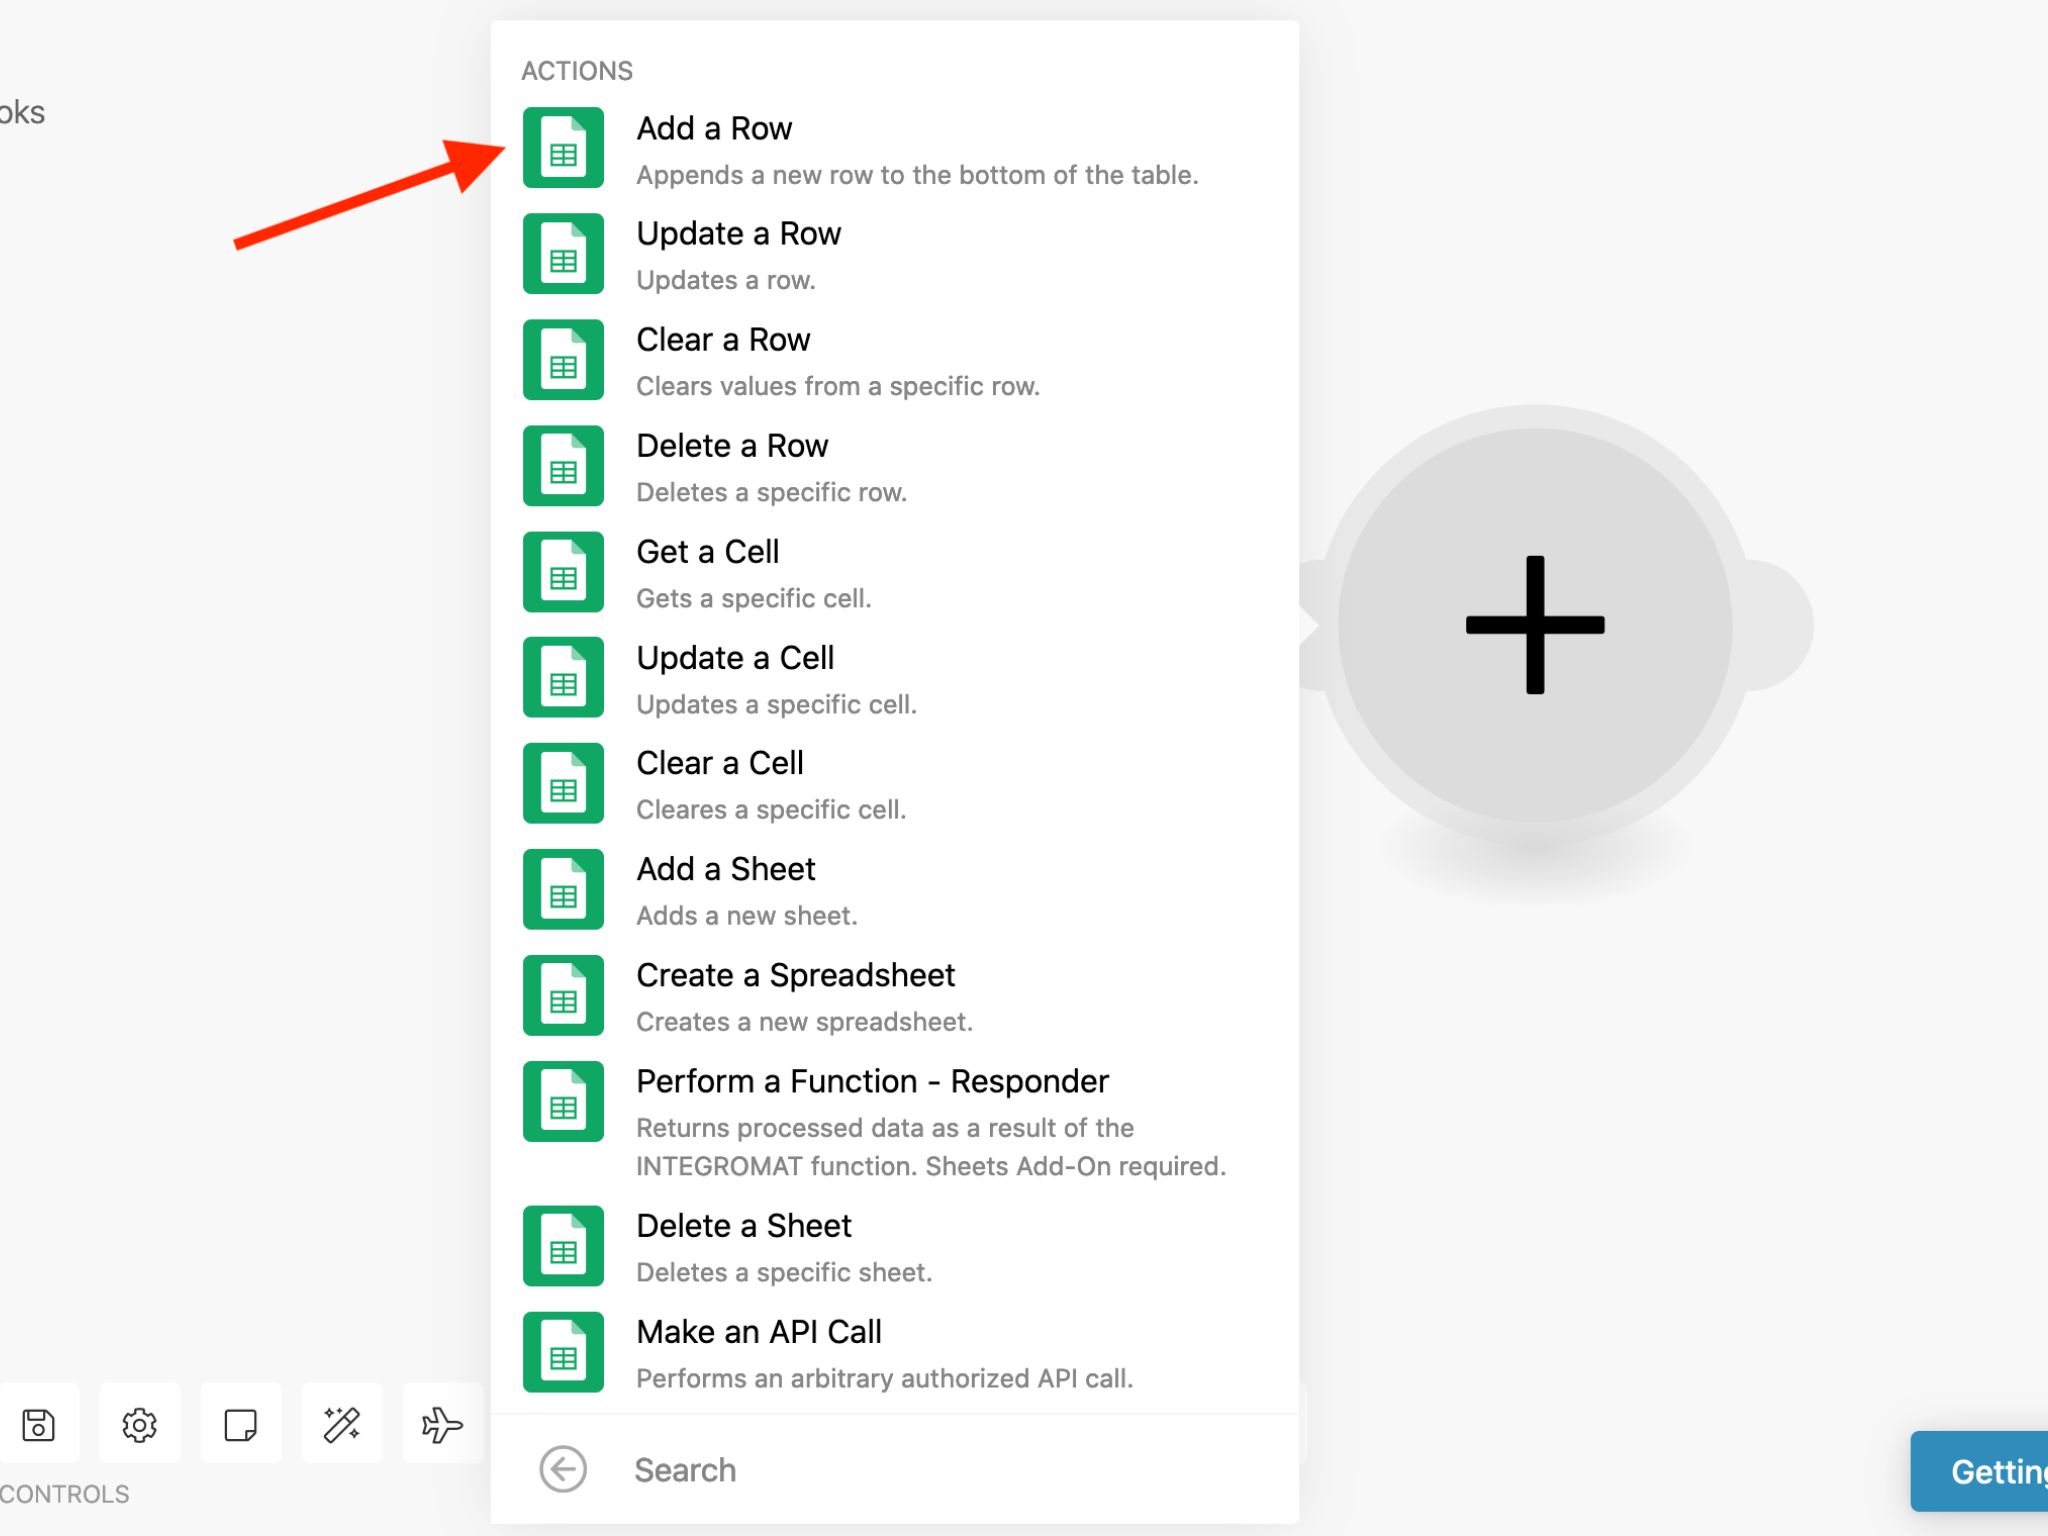 ACTIONS
oks
Add a Row
Appends a new row to the bottom of the table.
Update a Row
Updates a row.
Clear a Row
Clears values from a specific row.
Delete a Row
Deletes a specific row.
Get a Cell
Gets a specific cell.
Update a Cell
Updates a specific cell.
Clear a Cell
Cleares a specific cell.
Add a Sheet
Adds a new sheet.
Create a Spreadsheet
Creates a new spreadsheet.
Perform a Function - Responder
Returns processed data as a result of the
INTEGROMAT function. Sheets Add-On required.
Delete a Sheet
Deletes a specific sheet.
Make an API Call
Performs an arbitrary authorized API call.
Search
CONTROLS
Getting